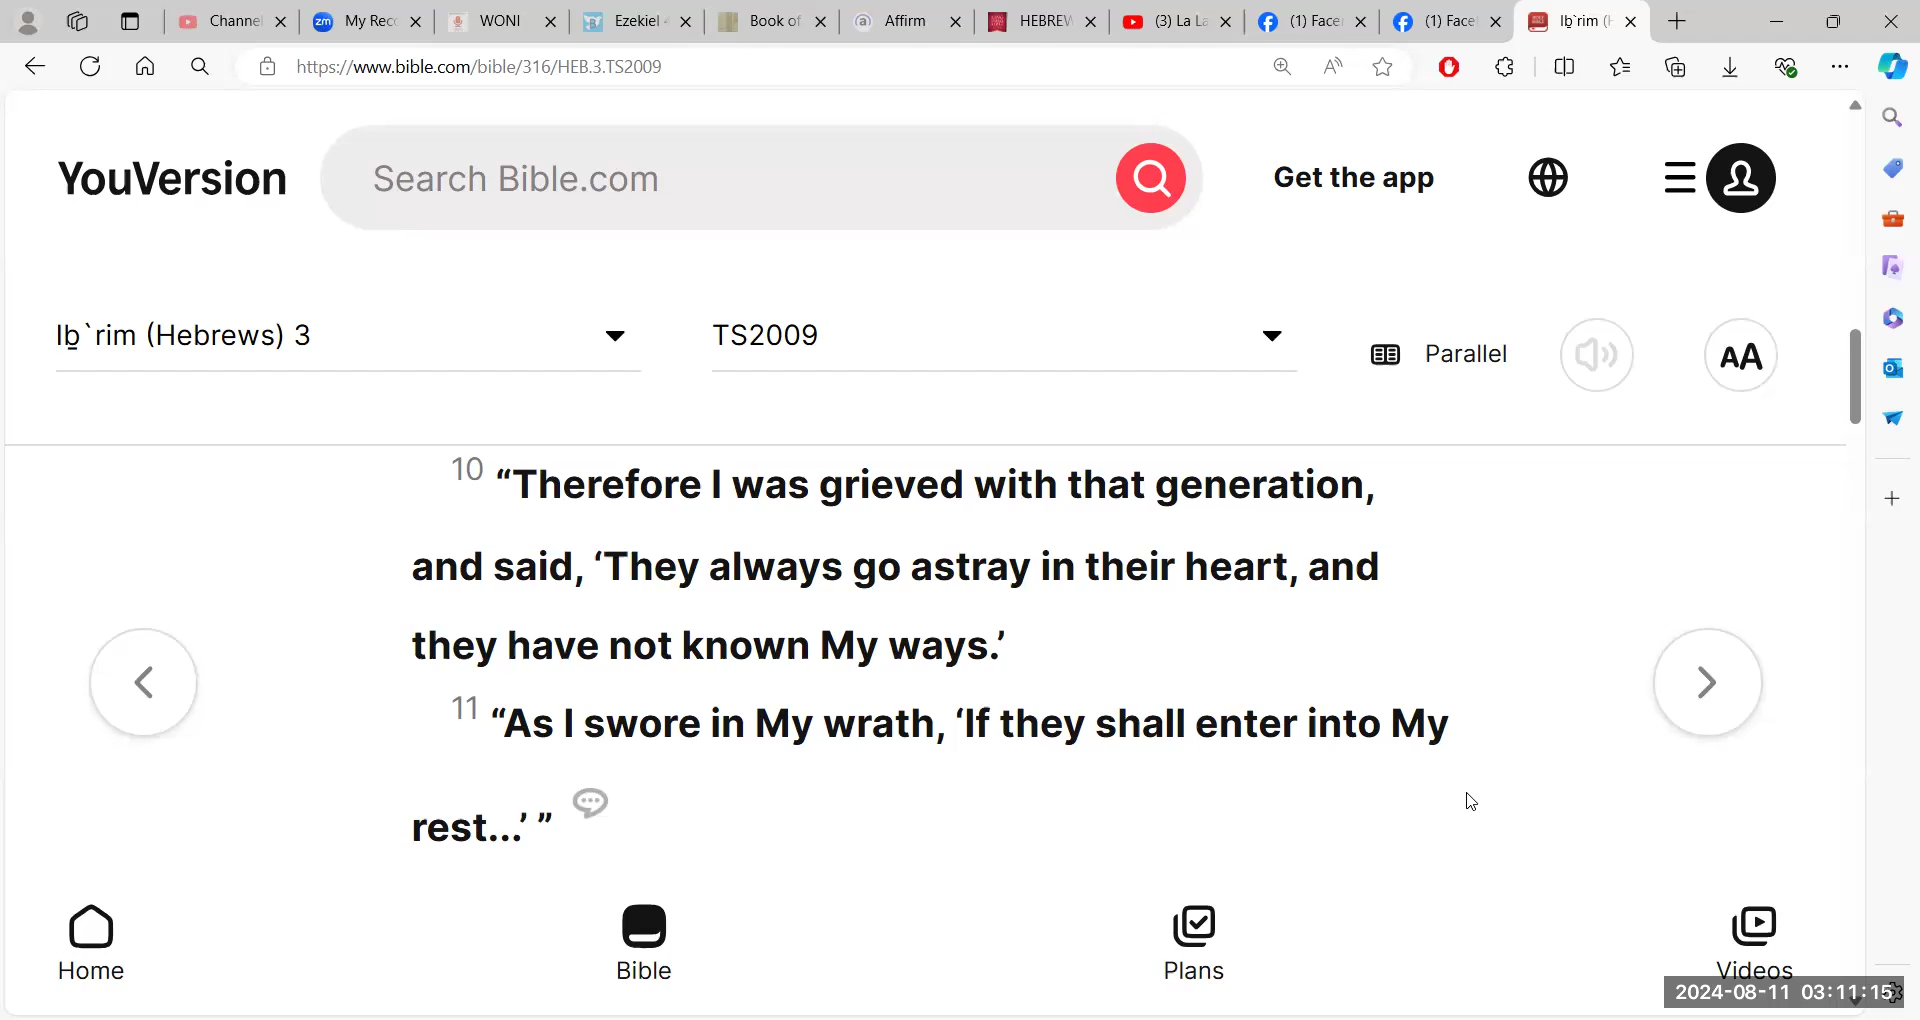 Channe
My Rec
WONI
Ezekiel 4
Book of
Affirm
HEBREW
(3) La La
(1) Face
(1) Face
Iḇ`rim (H
https://www.bible.com/bible/316/HEB.3.TS2009
YouVersion
Search Bible.com
Get the app
Iḇ`rim (Hebrews) 3
TS2009
Parallel
AA
10 “Therefore I was grieved with that generation,
and said, ‘They always go astray in their heart, and
they have not known My ways.’
11 “As I swore in My wrath, ‘If they shall enter into My
rest...’ ”
Home
Bible
Plans
Videos
2024-08-11 03:11:15